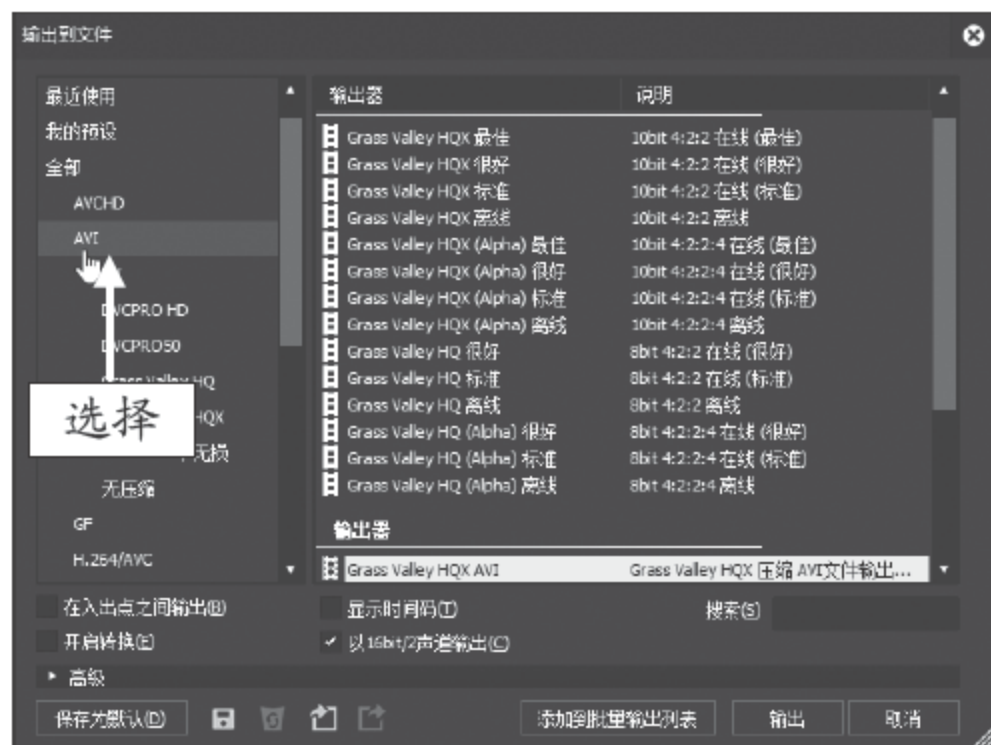 输出到文件
最近使用
我的预设
全部
AVCHD
AVI
DVCPRO HD
DVCPRO50
Grass Valley HQ
HQX
无损
无压缩
GF
H.264/AVC
选择
输出器 说明
Grass Valley HQX 最佳 10bit 4:2:2 在线 (最佳)
Grass Valley HQX 很好 10bit 4:2:2 在线 (很好)
Grass Valley HQX 标准 10bit 4:2:2 在线 (标准)
Grass Valley HQX 离线 10bit 4:2:2 离线
Grass Valley HQX (Alpha) 最佳 10bit 4:2:2:4 在线 (最佳)
Grass Valley HQX (Alpha) 很好 10bit 4:2:2:4 在线 (很好)
Grass Valley HQX (Alpha) 标准 10bit 4:2:2:4 在线 (标准)
Grass Valley HQX (Alpha) 离线 10bit 4:2:2:4 离线
Grass Valley HQ 很好 8bit 4:2:2 在线 (很好)
Grass Valley HQ 标准 8bit 4:2:2 在线 (标准)
Grass Valley HQ 离线 8bit 4:2:2 离线
Grass Valley HQ (Alpha) 很好 8bit 4:2:2:4 在线 (很好)
Grass Valley HQ (Alpha) 标准 8bit 4:2:2:4 在线 (标准)
Grass Valley HQ (Alpha) 离线 8bit 4:2:2:4 离线
输出器
Grass Valley HQX AVI Grass Valley HQX 压缩 AVI文件输出...
在入出点之间输出(B) 显示时间码(T) 搜索(S)
开启转换(E) 以16bit/2声道输出(C)
高级
保存为默认(D) 添加到批量输出列表 输出 取消